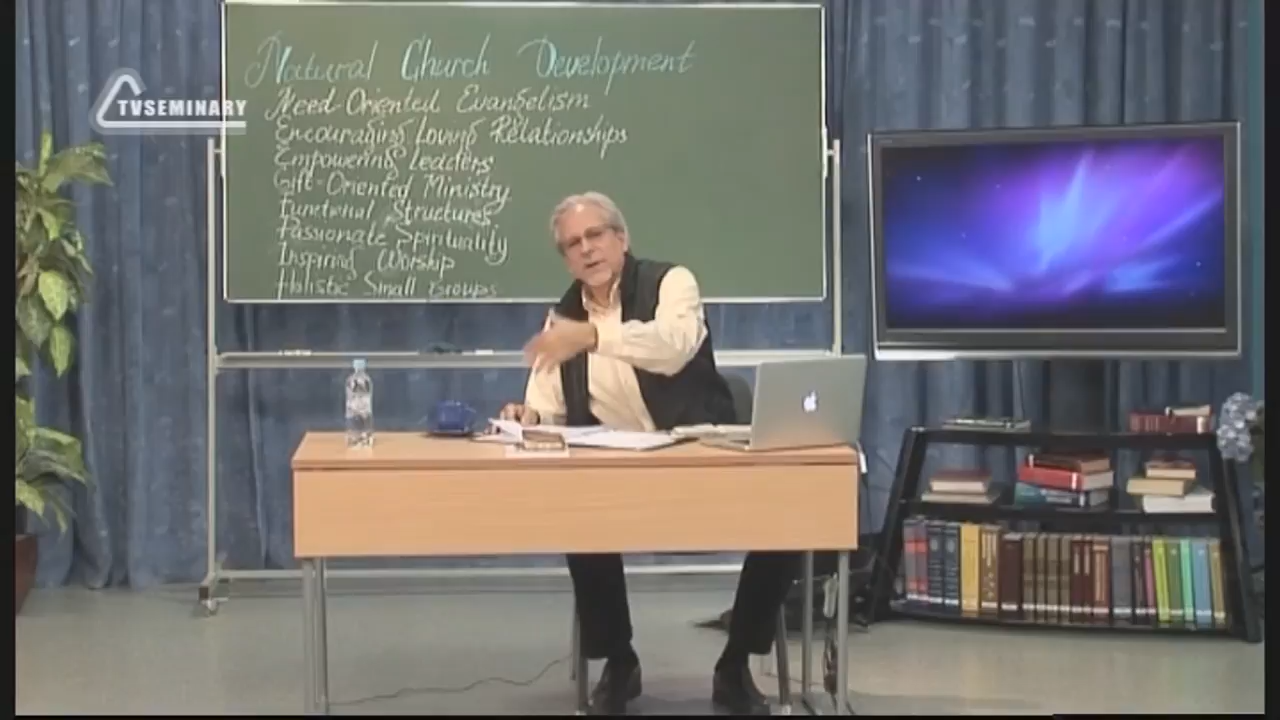 Natural Church Development
Need-Oriented Evangelism
Encouraging Loving Relationships
Empowering Leaders
Gift-Oriented Ministry
Functional Structures
Passionate Spirituality
Inspiring Worship
Holistic Small Groups
TVSEMINARY